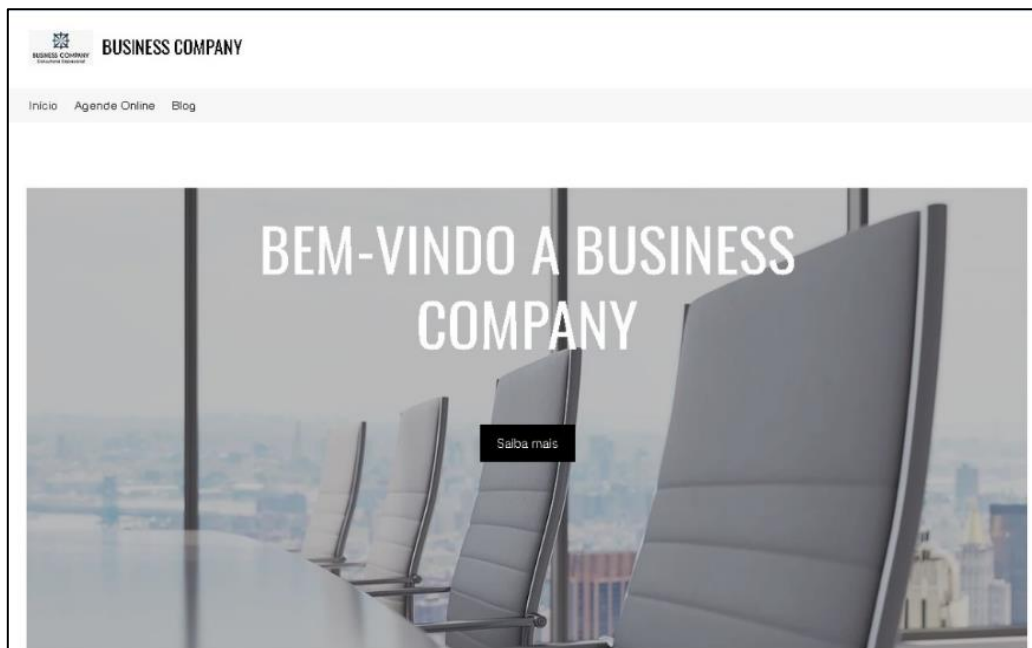 BUSINESS COMPANY
BUSINESS COMPANY
Início Agende Online Blog
BEM-VINDO A BUSINESS
COMPANY
Saiba mais